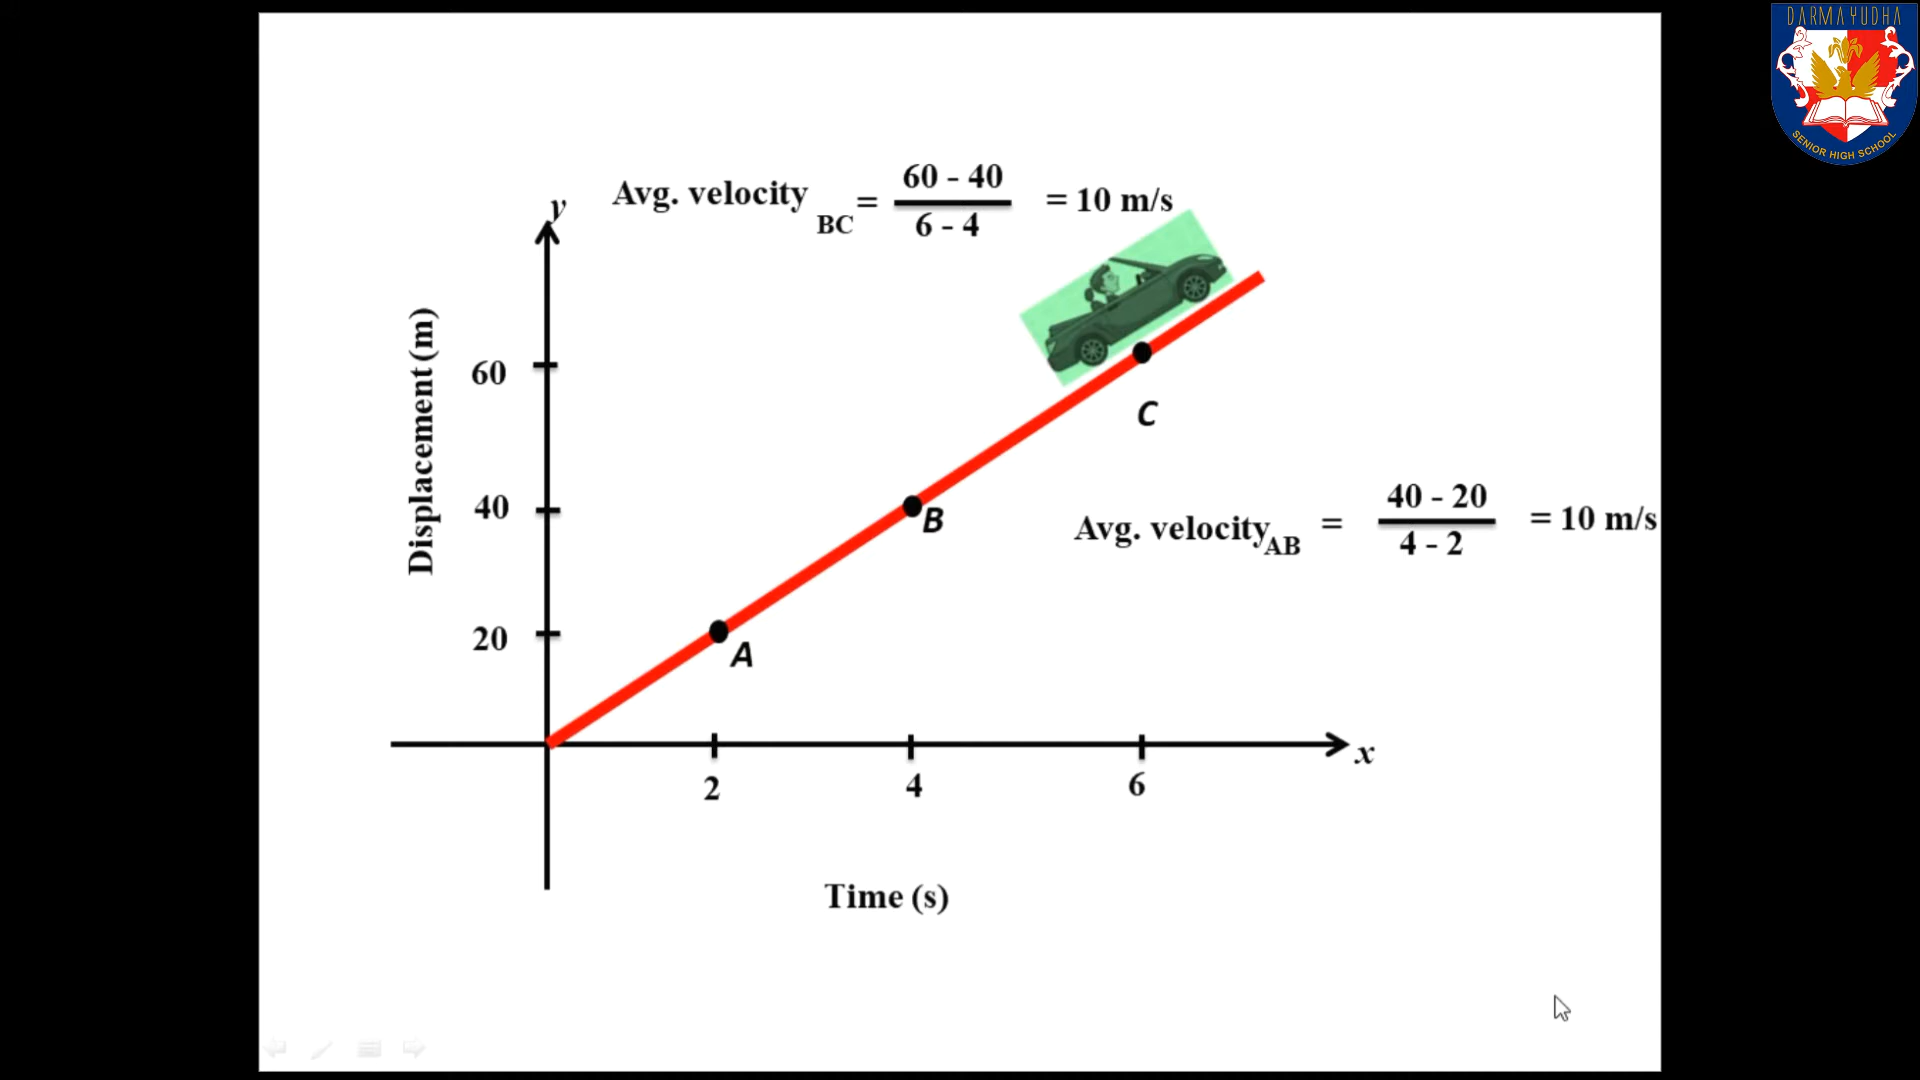 DARMA YUDHA
SENIOR HIGH SCHOOL
Avg. velocity BC = 60 - 40 / 6 - 4 = 10 m/s
y
Displacement (m)
60
C
40
B
Avg. velocity AB = 40 - 20 / 4 - 2 = 10 m/s
20
A
x
2 4 6
Time (s)